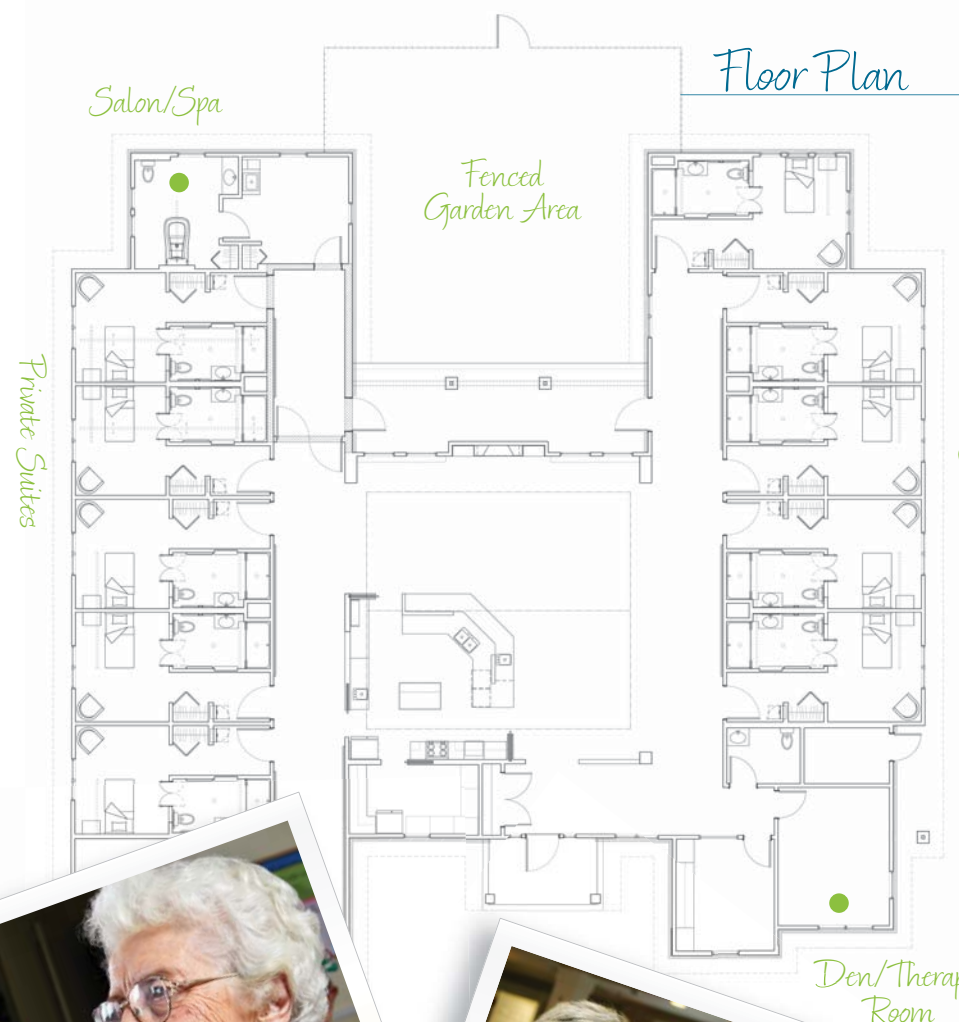 Floor Plan
Salon/Spa
Fenced
Garden Area
Private Suites
Den/Therap
Room